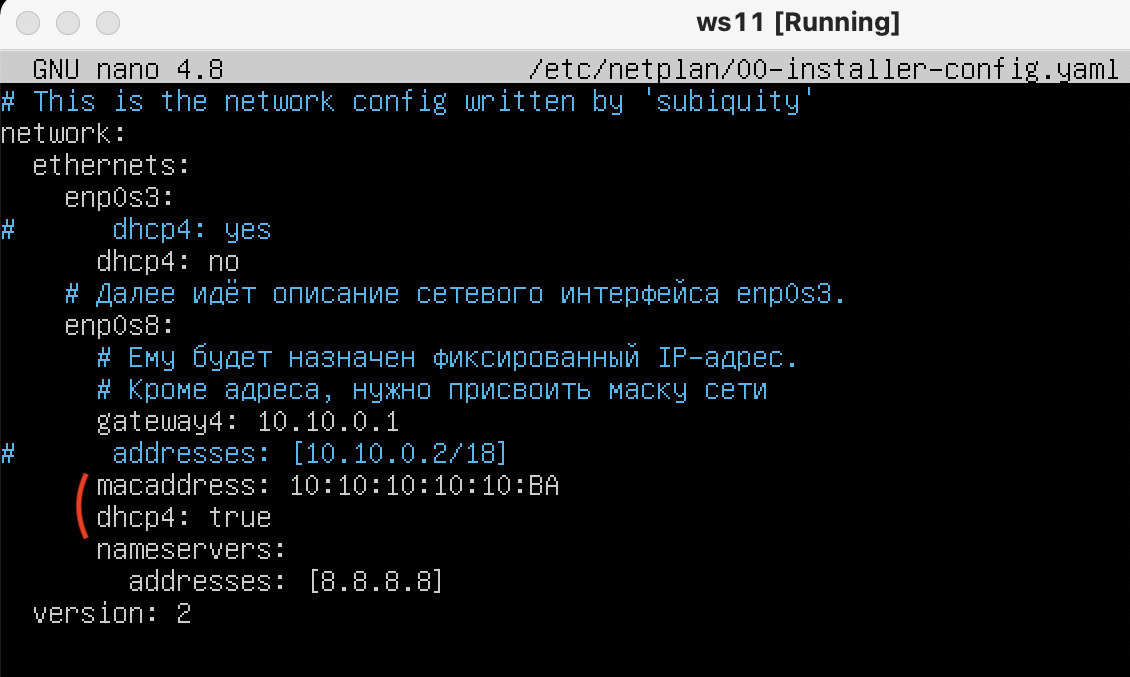 ws11 [Running]
GNU nano 4.8 /etc/netplan/00-installer-config.yaml
# This is the network config written by 'subiquity'
network:
  ethernets:
    enp0s3:
#      dhcp4: yes
      dhcp4: no
    # Далее идёт описание сетевого интерфейса enp0s3.
    enp0s8:
      # Ему будет назначен фиксированный IP-адрес.
      # Кроме адреса, нужно присвоить маску сети
      gateway4: 10.10.0.1
#      addresses: [10.10.0.2/18]
      macaddress: 10:10:10:10:10:BA
      dhcp4: true
      nameservers:
        addresses: [8.8.8.8]
  version: 2